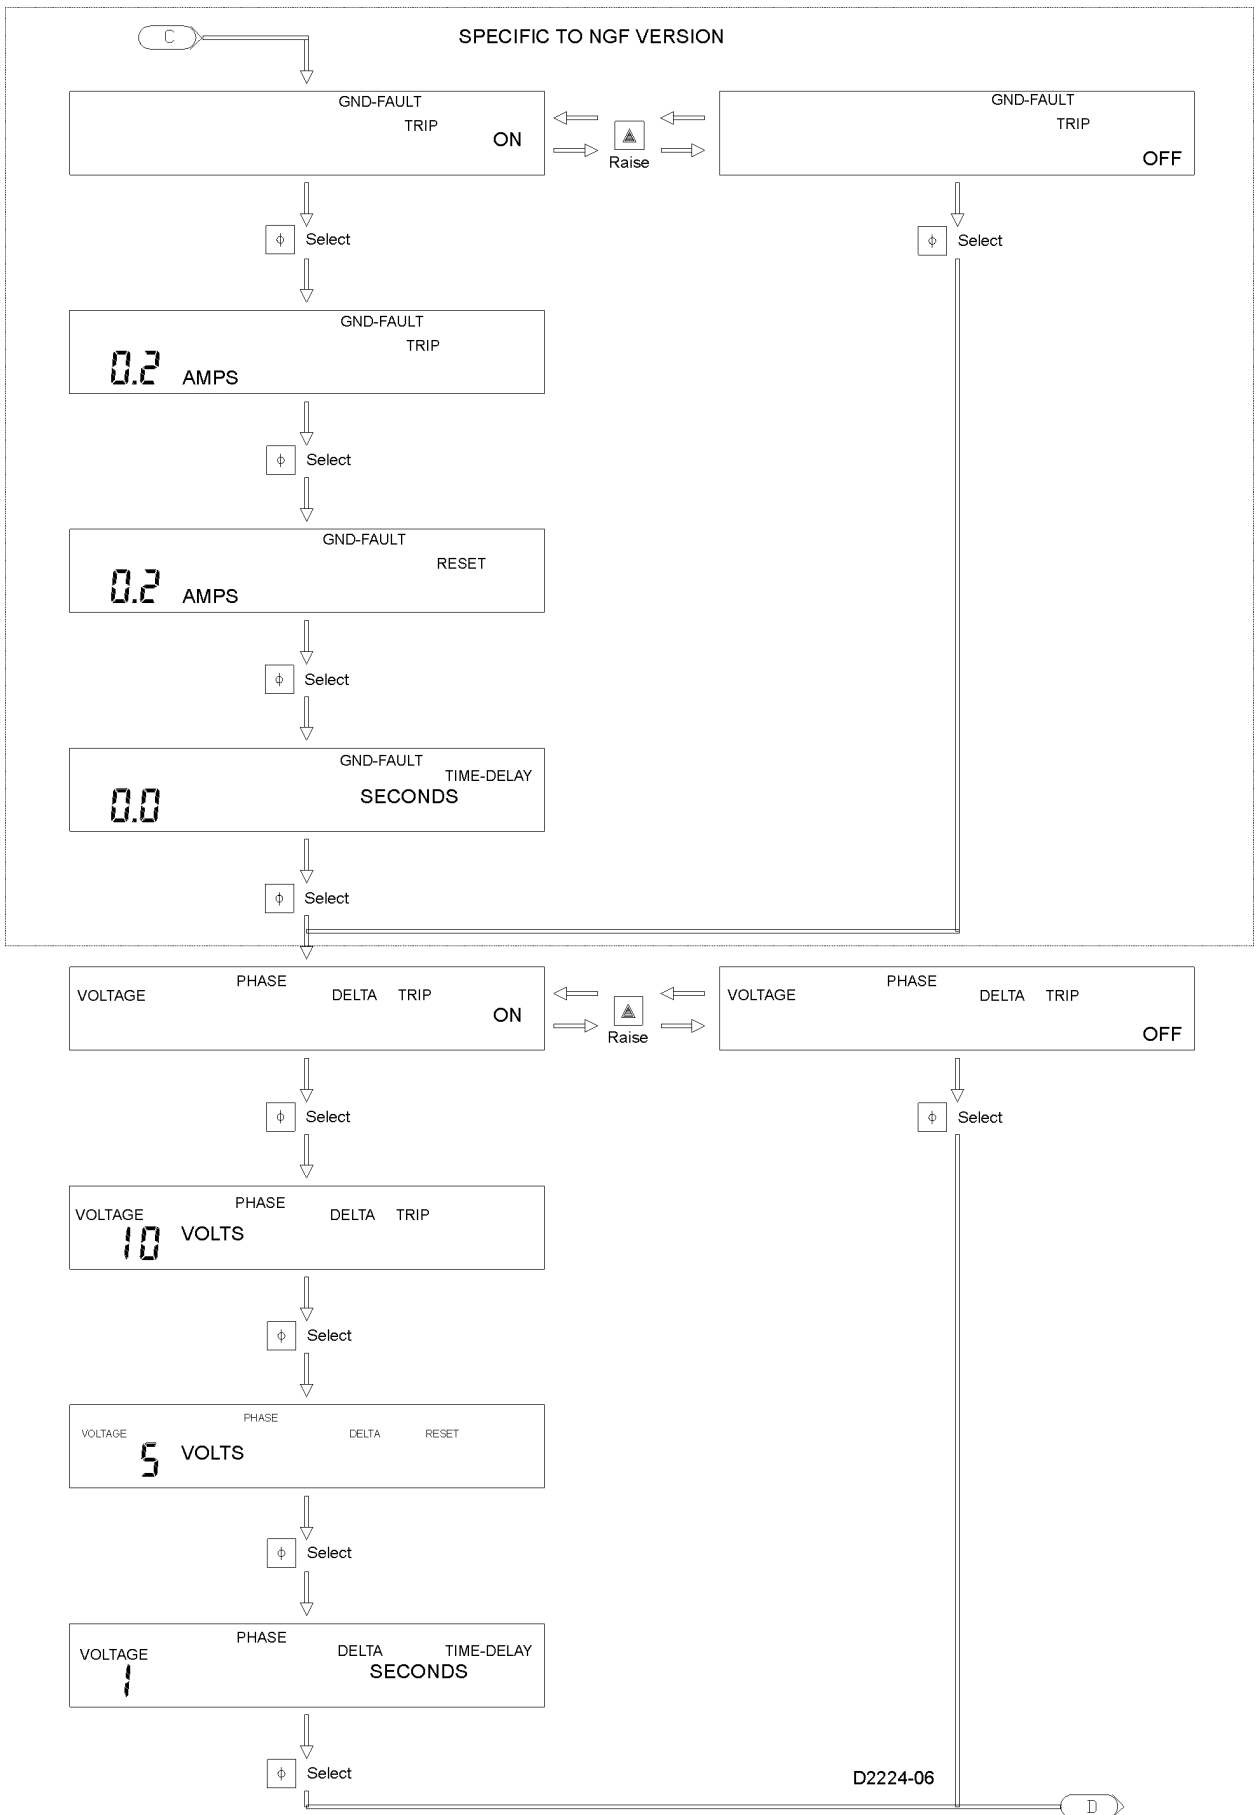 C
SPECIFIC TO NGF VERSION
GND-FAULT
TRIP
ON
Raise
GND-FAULT
TRIP
OFF
Select
Select
GND-FAULT
TRIP
0.2 AMPS
Select
GND-FAULT
RESET
0.2 AMPS
Select
GND-FAULT
TIME-DELAY
SECONDS
0.0
Select
PHASE
VOLTAGE DELTA TRIP
ON
Raise
PHASE
VOLTAGE DELTA TRIP
OFF
Select
Select
PHASE
VOLTAGE DELTA TRIP
10 VOLTS
Select
PHASE
VOLTAGE DELTA RESET
5 VOLTS
Select
PHASE
VOLTAGE DELTA TIME-DELAY
SECONDS
1
Select
D2224-06
D